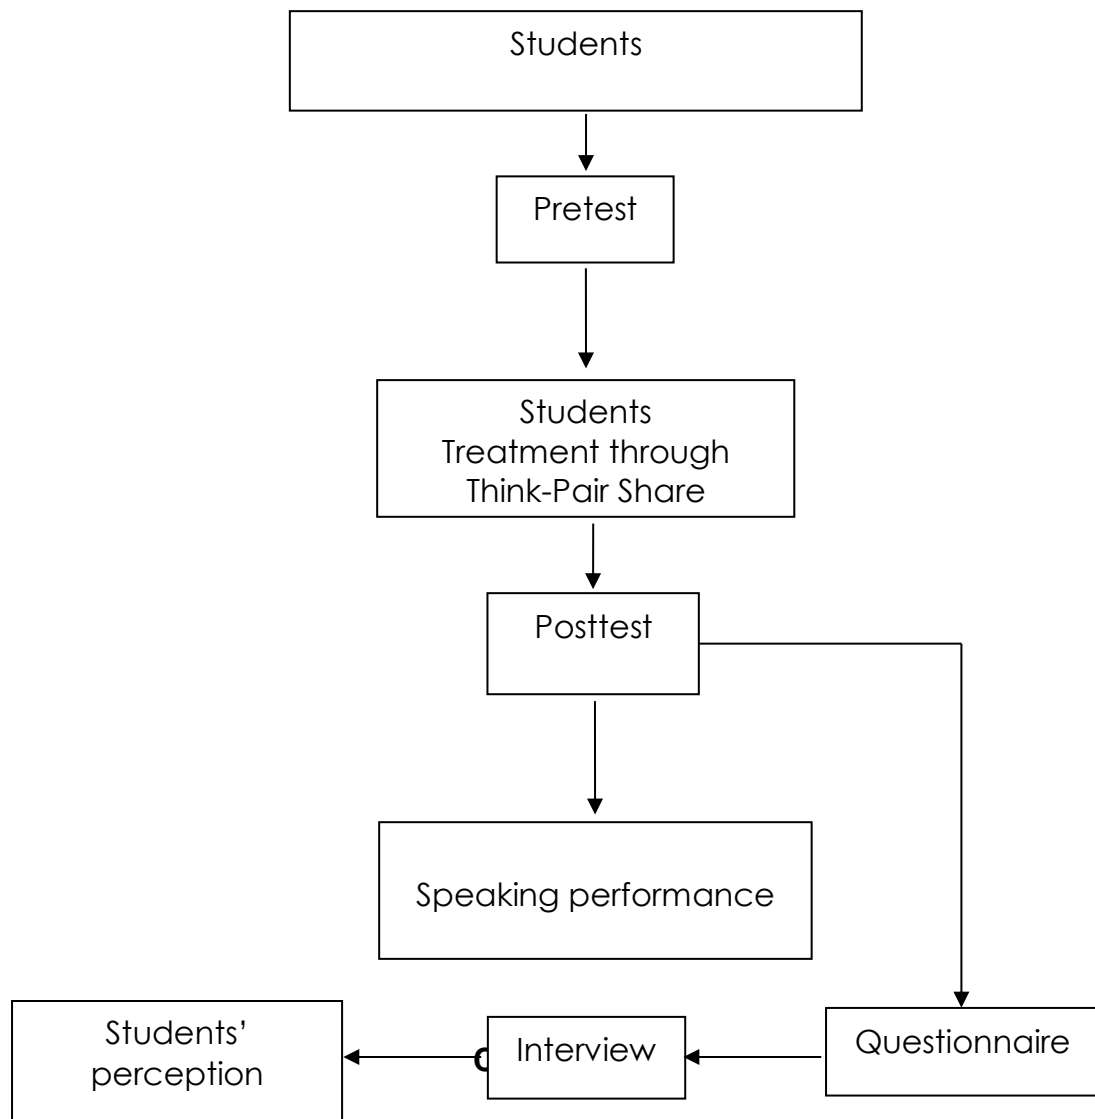 Students
Pretest
Students
Treatment through
Think-Pair Share
Posttest
Speaking performance
Students’
perception
Interview
Questionnaire